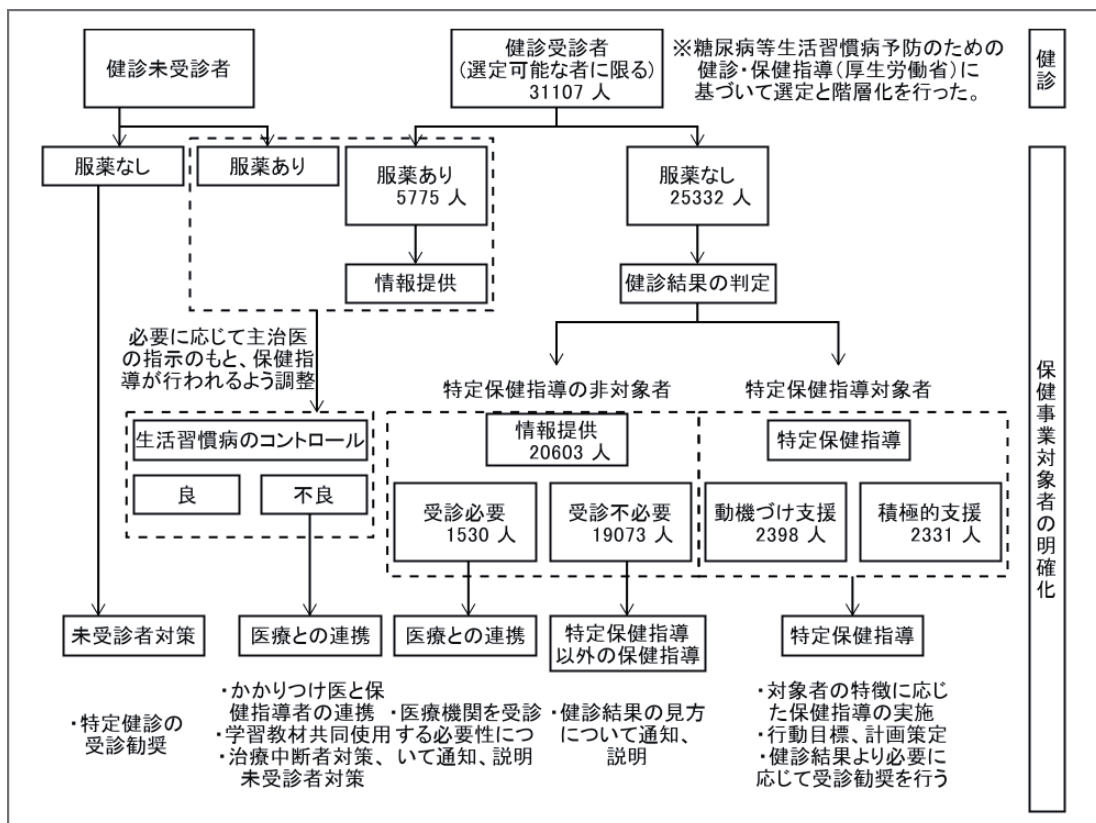 健診未受診者
健診受診者
(選定可能な者に限る)
31107 人
※糖尿病等生活習慣病予防のための
健診・保健指導(厚生労働省)に
基づいて選定と階層化を行った。
健診
服薬なし
服薬あり
服薬あり
5775 人
服薬なし
25332 人
情報提供
健診結果の判定
必要に応じて主治医
の指示のもと、保健指
導が行われるよう調整
特定保健指導の非対象者
特定保健指導対象者
生活習慣病のコントロール
良
不良
情報提供
20603 人
特定保健指導
受診必要
1530 人
受診不必要
19073 人
動機づけ支援
2398 人
積極的支援
2331 人
保健事業対象者の明確化
未受診者対策
医療との連携
医療との連携
特定保健指導
以外の保健指導
特定保健指導
・特定健診の
受診勧奨
・かかりつけ医と保
健指導者の連携
・学習教材共同使用
・治療中断者対策、
未受診者対策
・医療機関を受診
する必要性につ
いて通知、説明
・健診結果の見方
について通知、
説明
・対象者の特徴に応じ
た保健指導の実施
・行動目標、計画策定
・健診結果より必要に
応じて受診勧奨を行う